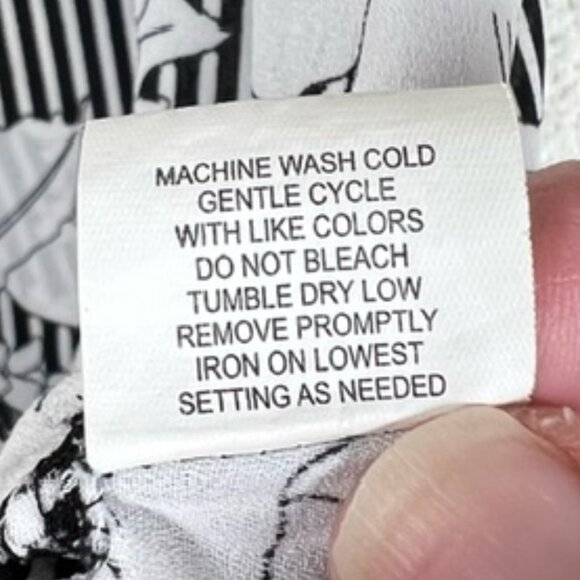 MACHINE WASH COLD
GENTLE CYCLE
WITH LIKE COLORS
DO NOT BLEACH
TUMBLE DRY LOW
REMOVE PROMPTLY
IRON ON LOWEST
SETTING AS NEEDED